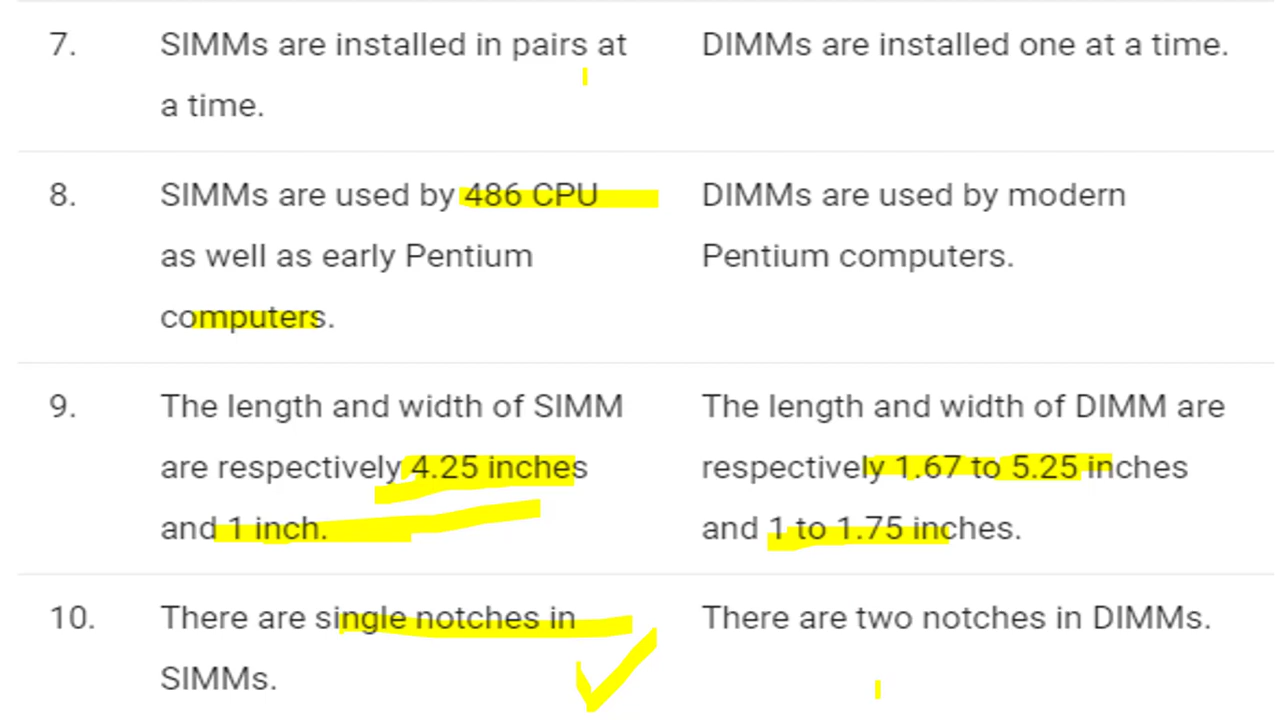 7. SIMMs are installed in pairs at DIMMs are installed one at a time.
a time.
8. SIMMs are used by 486 CPU DIMMs are used by modern
as well as early Pentium Pentium computers.
computers.
9. The length and width of SIMM The length and width of DIMM are
are respectively 4.25 inches respectively 1.67 to 5.25 inches
and 1 inch. and 1 to 1.75 inches.
10. There are single notches in There are two notches in DIMMs.
SIMMs.